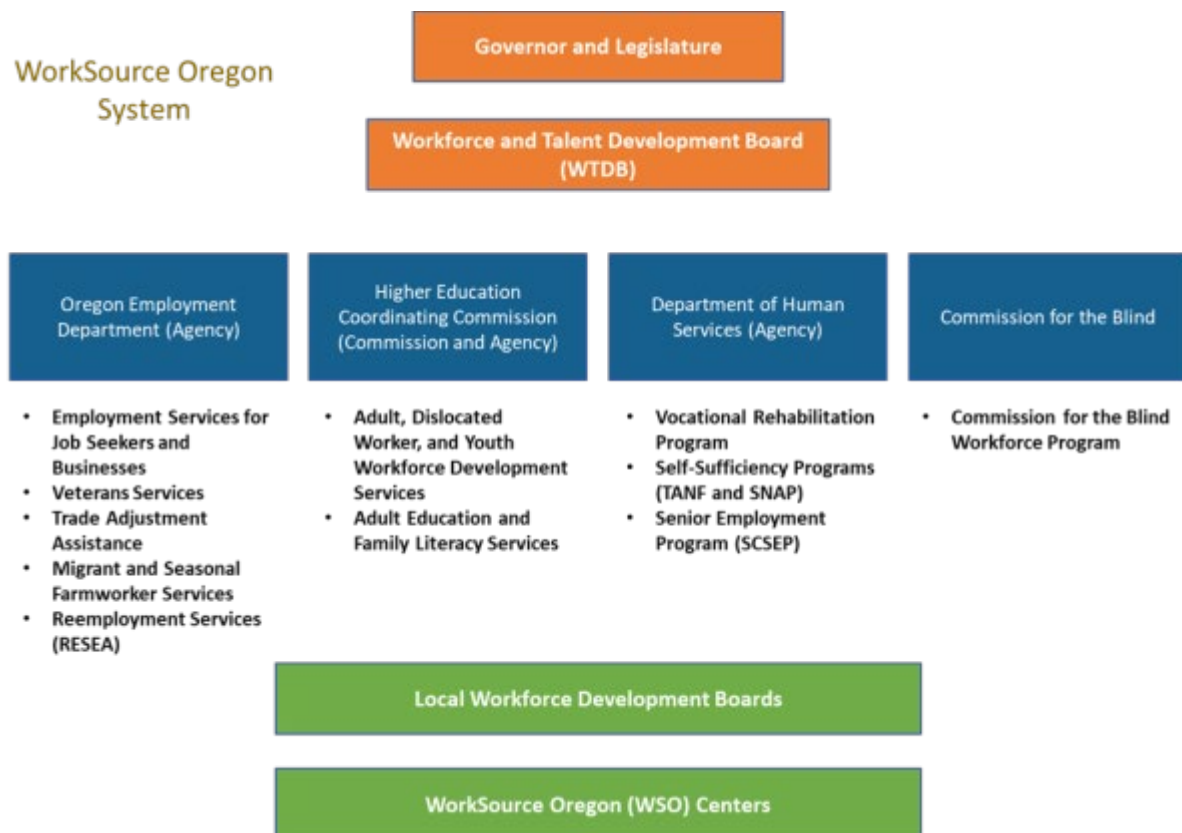 WorkSource Oregon
System
Governor and Legislature
Workforce and Talent Development Board
(WTDB)
Oregon Employment
Department (Agency)
Higher Education
Coordinating Commission
(Commission and Agency)
Department of Human
Services (Agency)
Commission for the Blind
• Employment Services for
Job Seekers and
Businesses
• Veterans Services
• Trade Adjustment
Assistance
• Migrant and Seasonal
Farmworker Services
• Reemployment Services
(RESEA)
• Adult, Dislocated
Worker, and Youth
Workforce Development
Services
• Adult Education and
Family Literacy Services
• Vocational Rehabilitation
Program
• Self-Sufficiency Programs
(TANF and SNAP)
• Senior Employment
Program (SCSEP)
• Commission for the Blind
Workforce Program
Local Workforce Development Boards
WorkSource Oregon (WSO) Centers